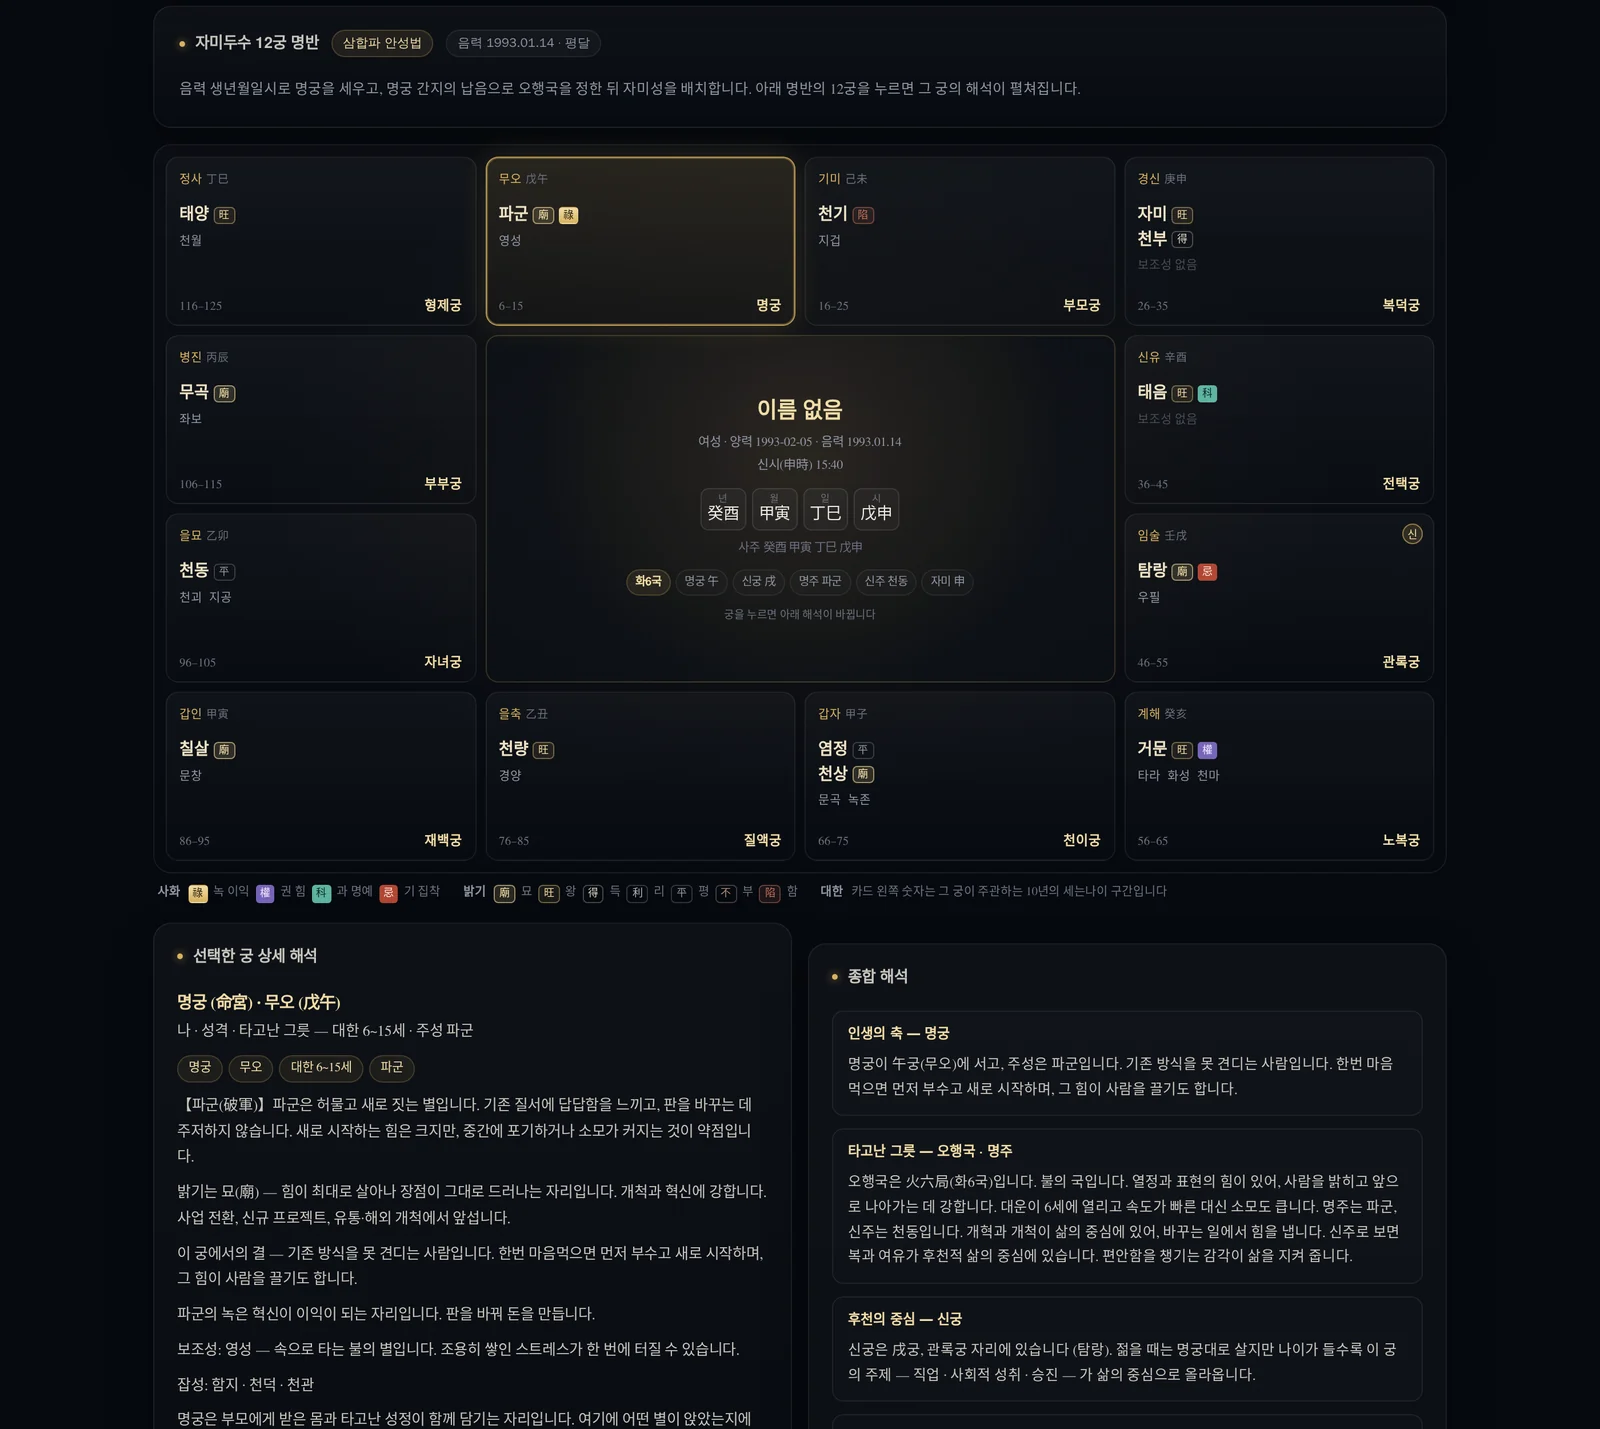 자미두수 12궁 명반 삼합파 안성법 음력 1993.01.14 · 평달
음력 생년월일시로 명궁을 세우고, 명궁 간지의 납음으로 오행국을 정한 뒤 자미성을 배치합니다. 아래 명반의 12궁을 누르면 그 궁의 해석이 펼쳐집니다.
정사 丁巳
태양 旺
천월
116–125 형제궁
무오 戊午
파군 廟 祿
영성
6–15 명궁
기미 己未
천기 陷
지겁
16–25 부모궁
경신 庚申
자미 旺
천부 得
보조성 없음
26–35 복덕궁
병진 丙辰
무곡 廟
좌보
106–115 부부궁
이름 없음
여성 · 양력 1993-02-05 · 음력 1993.01.14
신시(申時) 15:40
년 월 일 시
癸酉 甲寅 丁巳 戊申
사주 癸酉 甲寅 丁巳 戊申
화6국 명궁 午 신궁 戌 명주 파군 신주 천동 자미 申
궁을 누르면 아래 해석이 바뀝니다
신유 辛酉
태음 旺 科
보조성 없음
36–45 전택궁
을묘 乙卯
천동 平
천괴 지공
96–105 자녀궁
임술 壬戌 신
탐랑 廟 忌
우필
46–55 관록궁
갑인 甲寅
칠살 廟
문창
86–95 재백궁
을축 乙丑
천량 旺
경양
76–85 질액궁
갑자 甲子
염정 平
천상 廟
문곡 녹존
66–75 천이궁
계해 癸亥
거문 旺 權
타라 화성 천마
56–65 노복궁
사화 祿 녹 이익 權 권 힘 科 과 명예 忌 기 집착 밝기 廟 묘 旺 왕 得 득 利 리 平 평 不 부 陷 함 대한 카드 왼쪽 숫자는 그 궁이 주관하는 10년의 세는나이 구간입니다
선택한 궁 상세 해석
명궁 (命宮) · 무오 (戊午)
나 · 성격 · 타고난 그릇 — 대한 6~15세 · 주성 파군
명궁 무오 대한 6~15세 파군
【파군(破軍)】파군은 허물고 새로 짓는 별입니다. 기존 질서에 답답함을 느끼고, 판을 바꾸는 데
주저하지 않습니다. 새로 시작하는 힘은 크지만, 중간에 포기하거나 소모가 커지는 것이 약점입니
다.
밝기는 묘(廟) — 힘이 최대로 살아나 장점이 그대로 드러나는 자리입니다. 개척과 혁신에 강합니다.
사업 전환, 신규 프로젝트, 유통·해외 개척에서 앞섭니다.
이 궁에서의 결 — 기존 방식을 못 견디는 사람입니다. 한번 마음먹으면 먼저 부수고 새로 시작하며,
그 힘이 사람을 끌기도 합니다.
파군의 녹은 혁신이 이익이 되는 자리입니다. 판을 바꿔 돈을 만듭니다.
보조성: 영성 — 속으로 타는 불의 별입니다. 조용히 쌓인 스트레스가 한 번에 터질 수 있습니다.
잡성: 함지 · 천덕 · 천관
명궁은 부모에게 받은 몸과 타고난 성정이 함께 담기는 자리입니다. 여기에 어떤 별이 앉았는지에
종합 해석
인생의 축 — 명궁
명궁이 午궁(무오)에 서고, 주성은 파군입니다. 기존 방식을 못 견디는 사람입니다. 한번 마음
먹으면 먼저 부수고 새로 시작하며, 그 힘이 사람을 끌기도 합니다.
타고난 그릇 — 오행국 · 명주
오행국은 火六局(화6국)입니다. 불의 국입니다. 열정과 표현의 힘이 있어, 사람을 밝히고 앞으
로 나아가는 데 강합니다. 대운이 6세에 열리고 속도가 빠른 대신 소모도 큽니다. 명주는 파군,
신주는 천동입니다. 개혁과 개척이 삶의 중심에 있어, 바꾸는 일에서 힘을 냅니다. 신주로 보면
복과 여유가 후천적 삶의 중심에 있습니다. 편안함을 챙기는 감각이 삶을 지켜 줍니다.
후천의 중심 — 신궁
신궁은 戌궁, 관록궁 자리에 있습니다 (탐랑). 젊을 때는 명궁대로 살지만 나이가 들수록 이 궁
의 주제 — 직업 · 사회적 성취 · 승진 — 가 삶의 중심으로 올라옵니다.